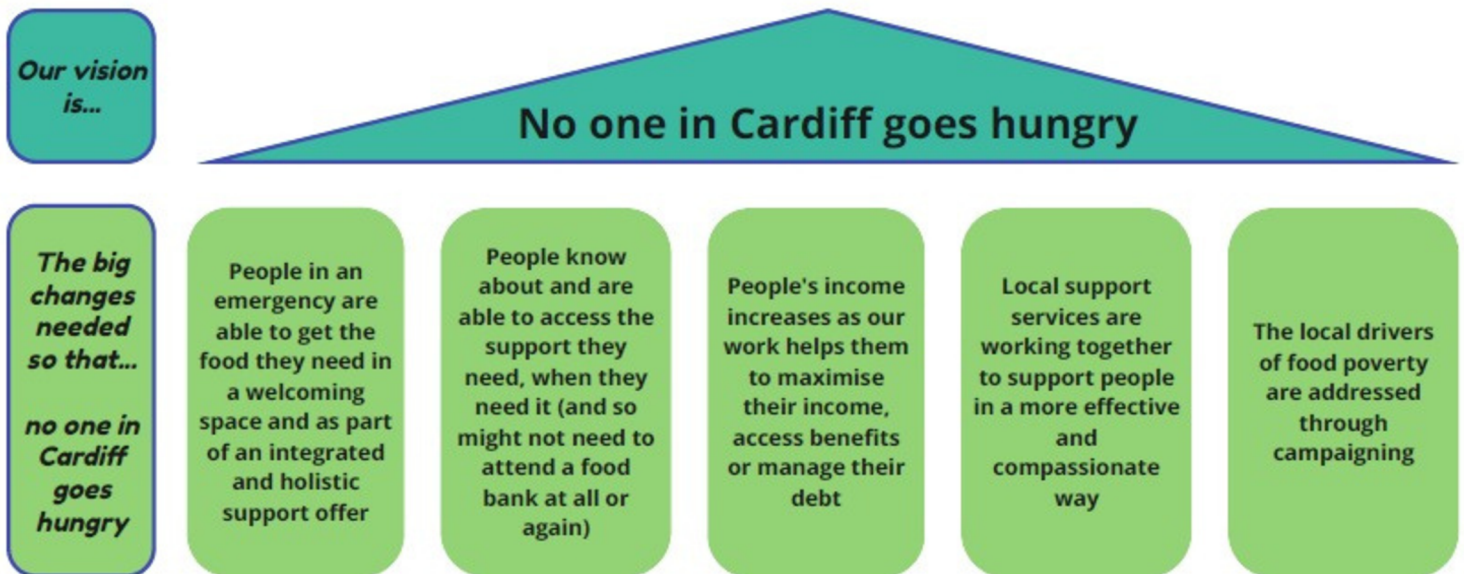 Our vision
is...
No one in Cardiff goes hungry
The big
changes
needed
so that...
no one in
Cardiff
goes
hungry
People in an
emergency are
able to get the
food they need in
a welcoming
space and as part
of an integrated
and holistic
support offer
People know
about and are
able to access the
support they
need, when they
need it (and so
might not need to
attend a food
bank at all or
again)
People's income
increases as our
work helps them
to maximise
their income,
access benefits
or manage their
debt
Local support
services are
working together
to support people
in a more effective
and
compassionate
way
The local drivers
of food poverty
are addressed
through
campaigning